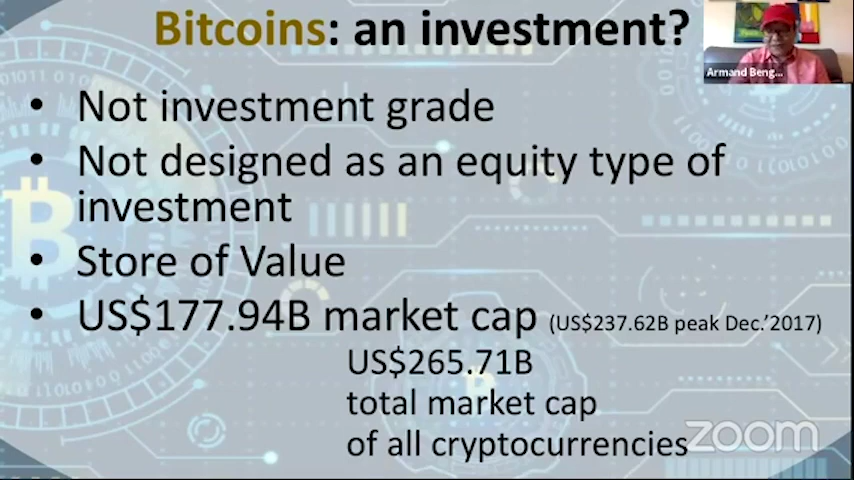 Bitcoins: an investment?
Armand Beng...
• Not investment grade
• Not designed as an equity type of
investment
• Store of Value
• US$177.94B market cap (US$237.62B peak Dec.'2017)
US$265.71B
total market cap
of all cryptocurrencies
zoom